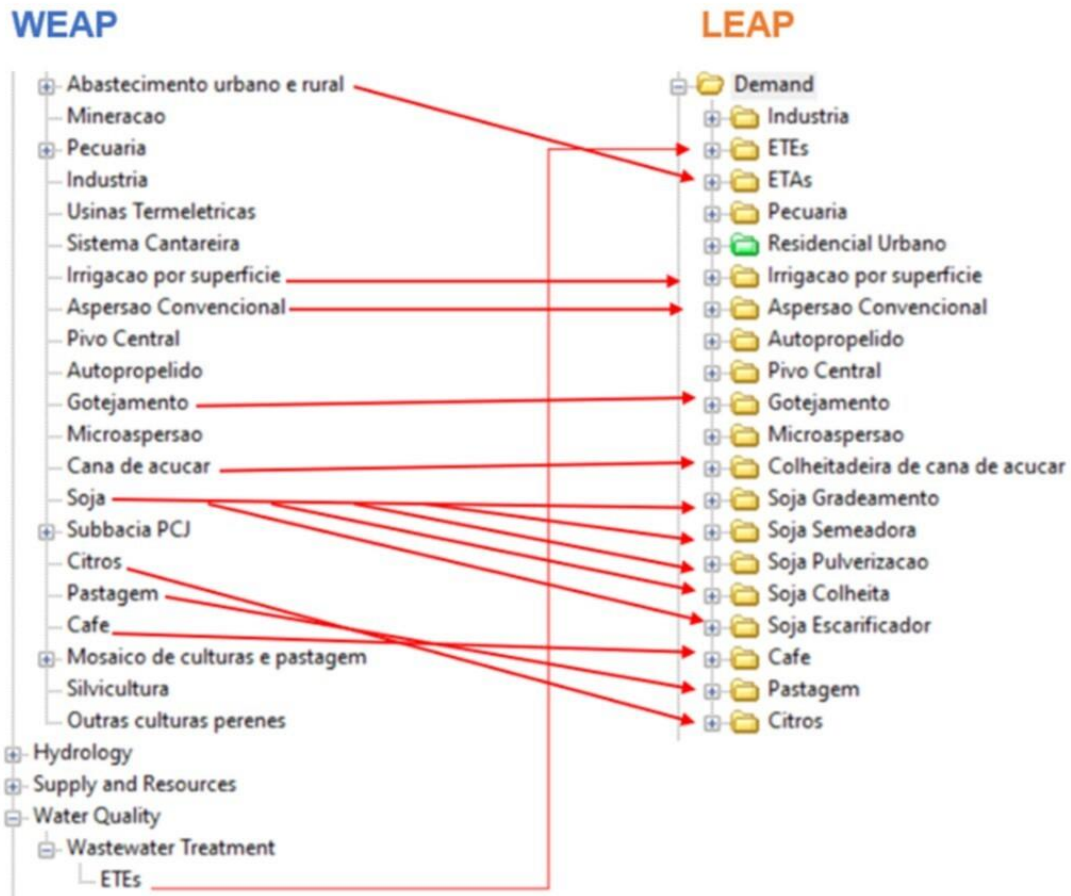 WEAP
Abastecimento urbano e rural
Mineracao
Pecuaria
Industria
Usinas Termeletricas
Sistema Cantareira
Irrigacao por superficie
Aspersao Convencional
Pivo Central
Autopropelido
Gotejamento
Microaspersao
Cana de acucar
Soja
Subbacia PCJ
Citros
Pastagem
Cafe
Mosaico de culturas e pastagem
Silvicultura
Outras culturas perenes
Hydrology
Supply and Resources
Water Quality
Wastewater Treatment
ETEs
LEAP
Demand
Industria
ETEs
ETAs
Pecuaria
Residencial Urbano
Irrigacao por superficie
Aspersao Convencional
Autopropelido
Pivo Central
Gotejamento
Microaspersao
Colheitadeira de cana de acucar
Soja Gradeamento
Soja Semeadora
Soja Pulverizacao
Soja Colheita
Soja Escarificador
Cafe
Pastagem
Citros